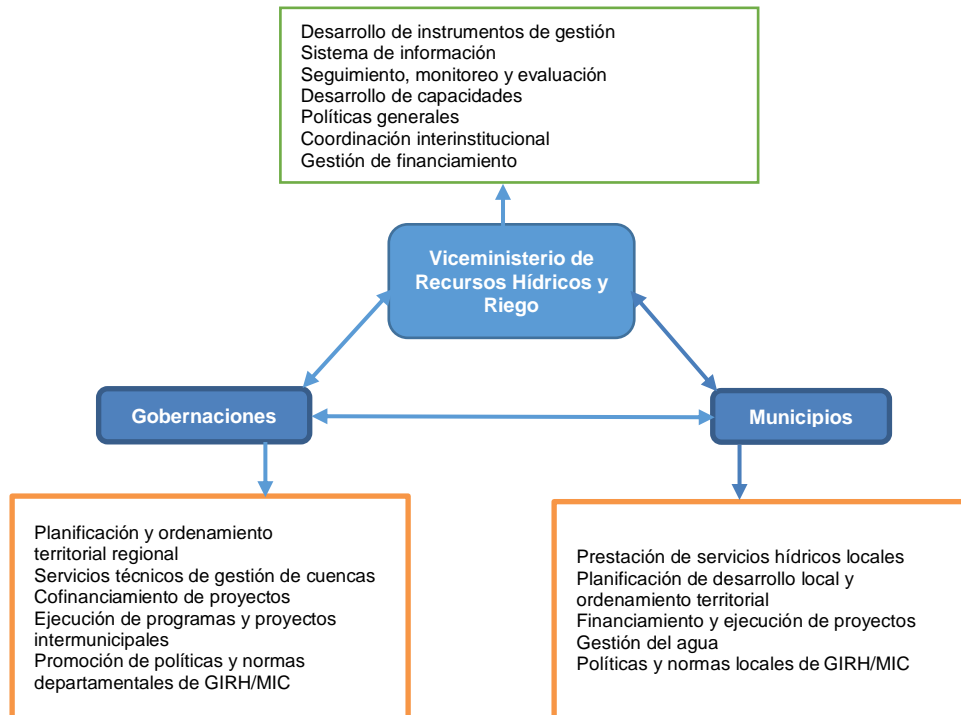 Desarrollo de instrumentos de gestión
Sistema de información
Seguimiento, monitoreo y evaluación
Desarrollo de capacidades
Políticas generales
Coordinación interinstitucional
Gestión de financiamiento
Viceministerio de
Recursos Hídricos y
Riego
Gobernaciones
Municipios
Planificación y ordenamiento
territorial regional
Servicios técnicos de gestión de cuencas
Cofinanciamiento de proyectos
Ejecución de programas y proyectos
intermunicipales
Promoción de políticas y normas
departamentales de GIRH/MIC
Prestación de servicios hídricos locales
Planificación de desarrollo local y
ordenamiento territorial
Financiamiento y ejecución de proyectos
Gestión del agua
Políticas y normas locales de GIRH/MIC